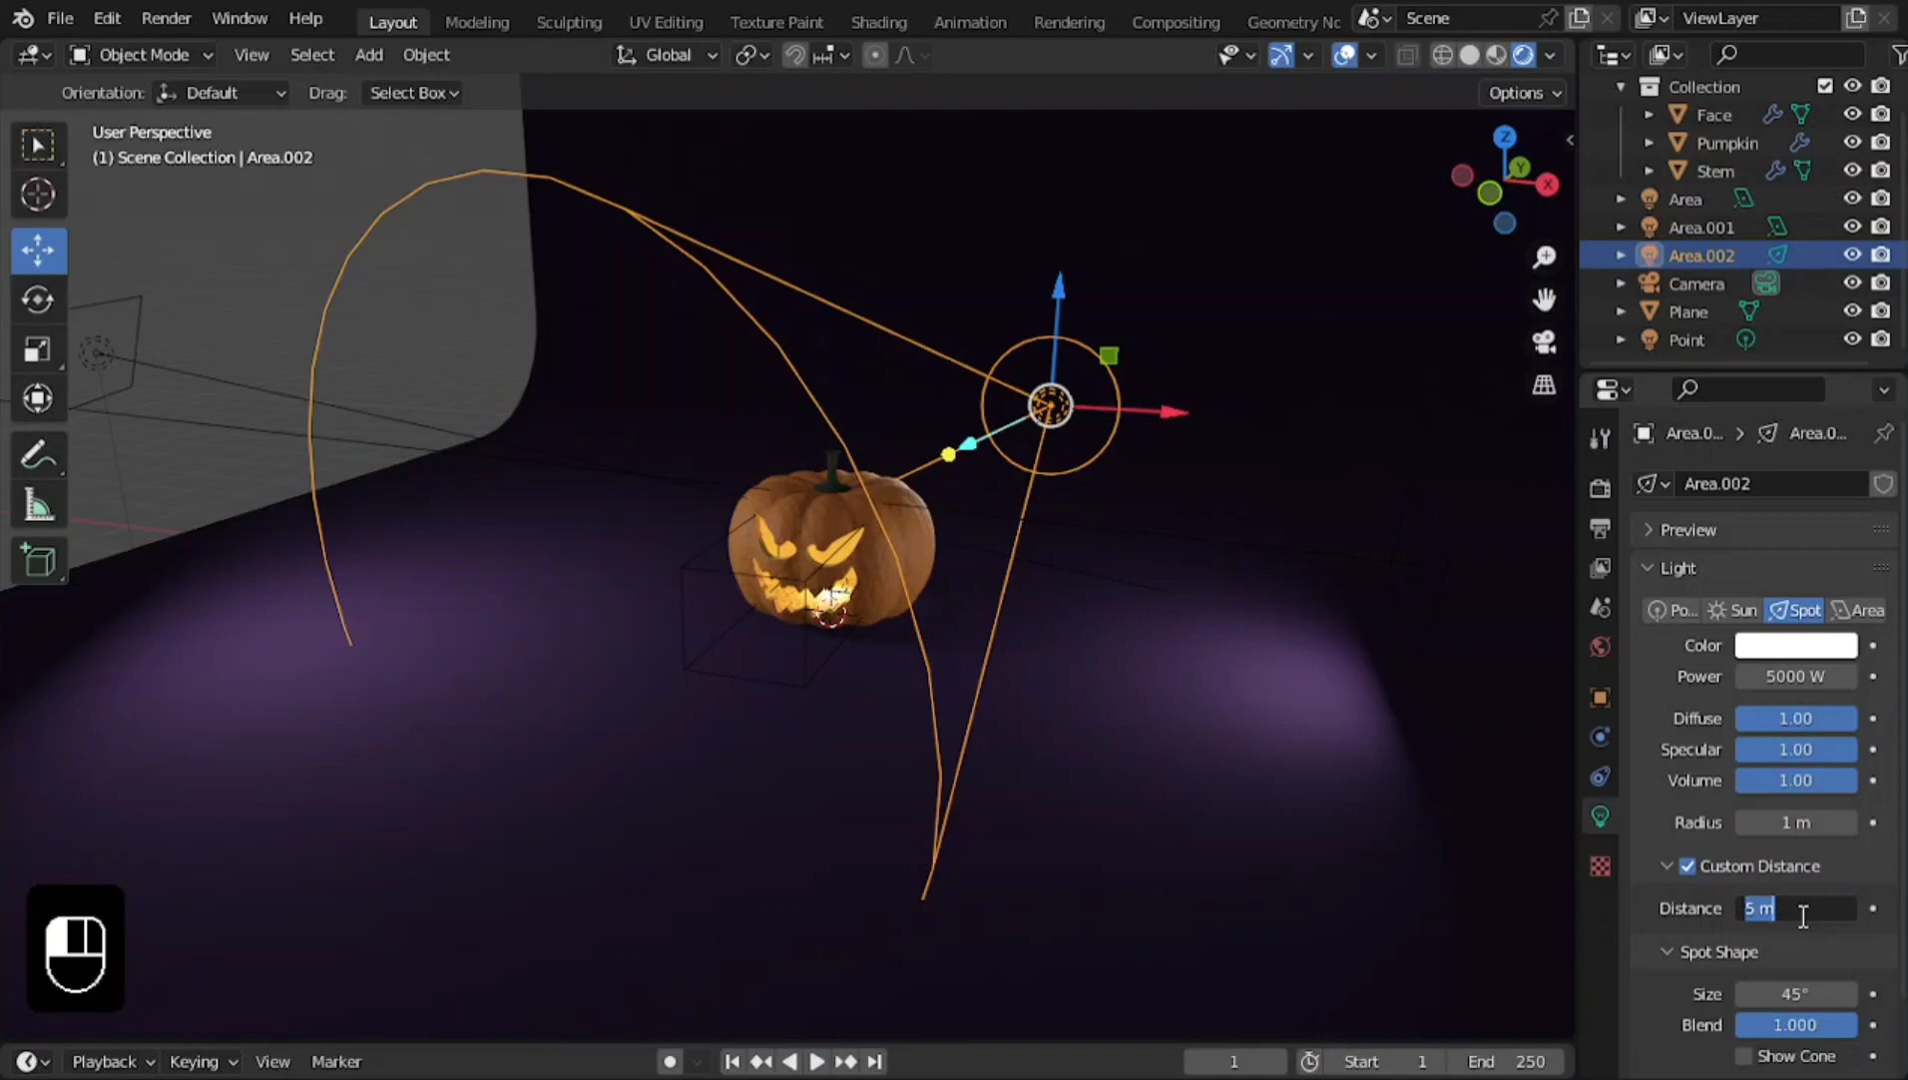 File Edit Render Window Help Layout Modeling Sculpting UV Editing Texture Paint Shading Animation Rendering Compositing Geometry Nc Scene ViewLayer
Object Mode View Select Add Object Global
Orientation: Default Drag: Select Box Options
User Perspective
(1) Scene Collection | Area.002
Z
Y
X
Collection
Face
Pumpkin
Stem
Area
Area.001
Area.002
Camera
Plane
Point
Area.0... > Area.0...
Area.002
Preview
Light
Po... Sun Spot Area
Color
Power 5000 W
Diffuse 1.00
Specular 1.00
Volume 1.00
Radius 1 m
Custom Distance
Distance 5 m
Spot Shape
Size 45°
Blend 1.000
Show Cone
Playback Keying View Marker 1 Start 1 End 250